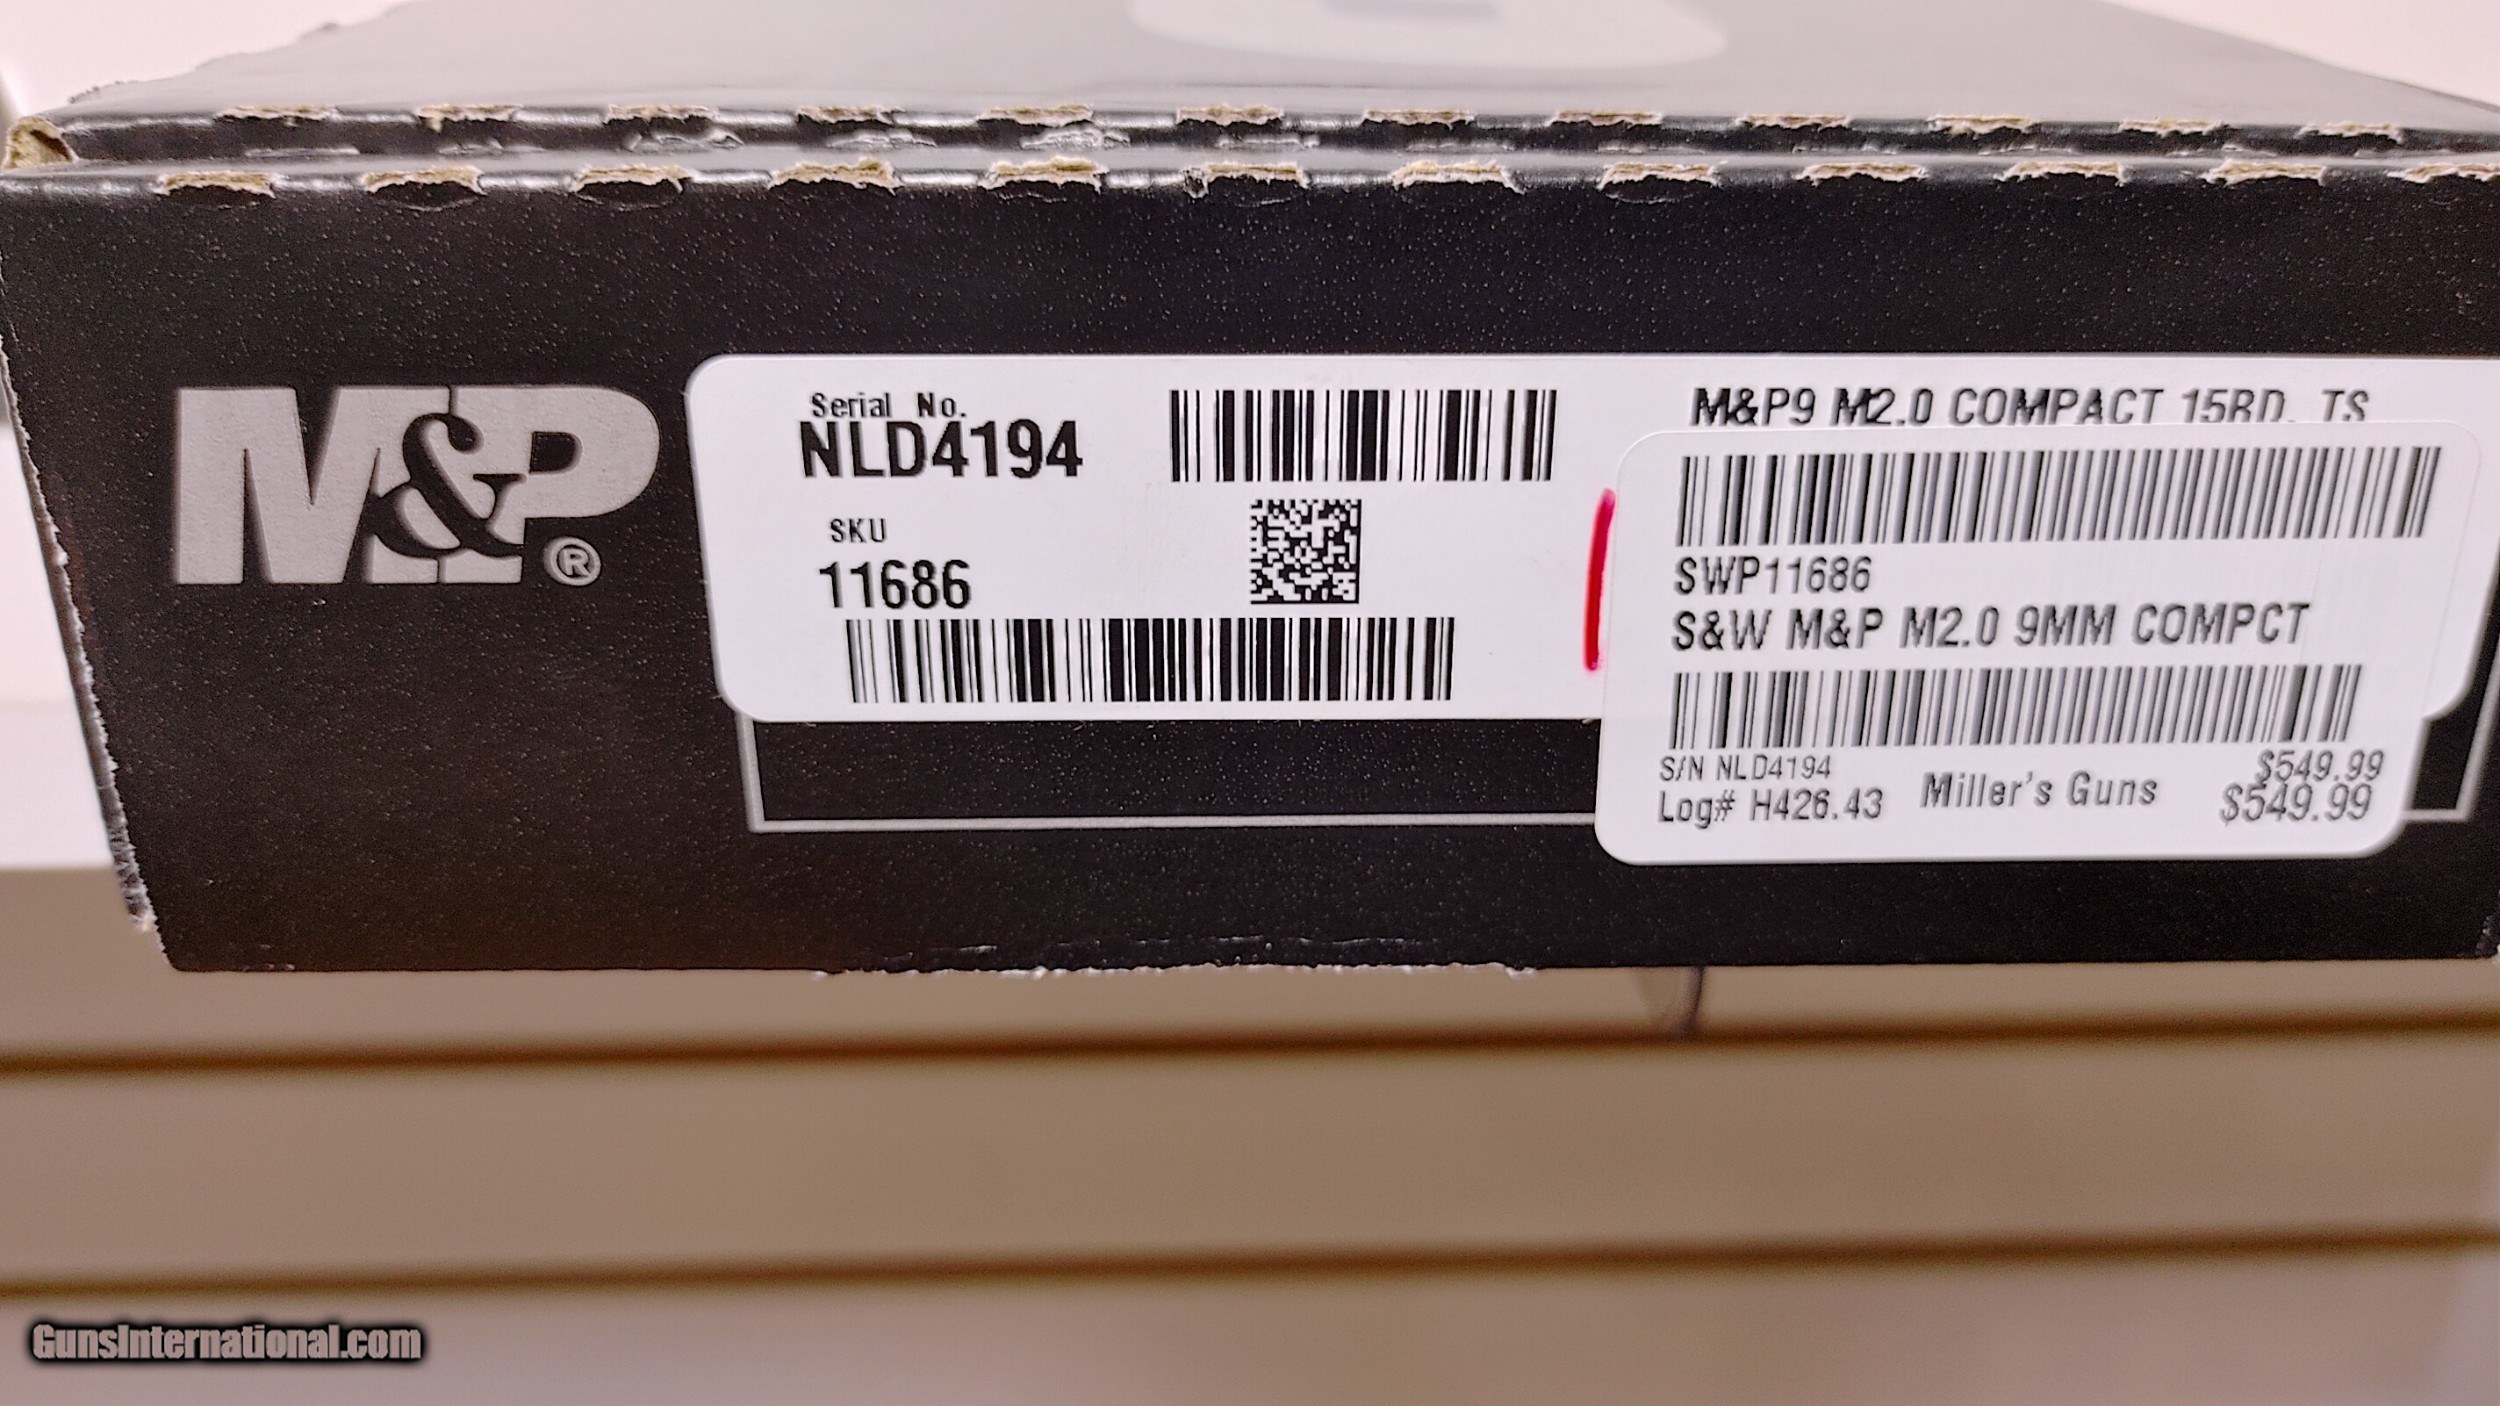 M&P®
Serial No.
NLD4194
SKU
11686
M&P9 M2.0 COMPACT 15RD. TS
SWP11686
S&W M&P M2.0 9MM COMPCT
S/N NLD4194
Log# H426.43
Miller's Guns
$549.99
$549.99
GunsInternational.com